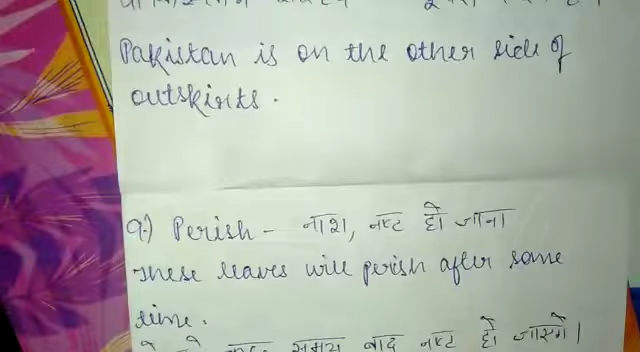 Pakistan is on the other side of
outskirts.
9.) Perish - नाश, नष्ट हो जाना
These leaves will perish after some
time.
समय बाद नष्ट हो जाएंगे।